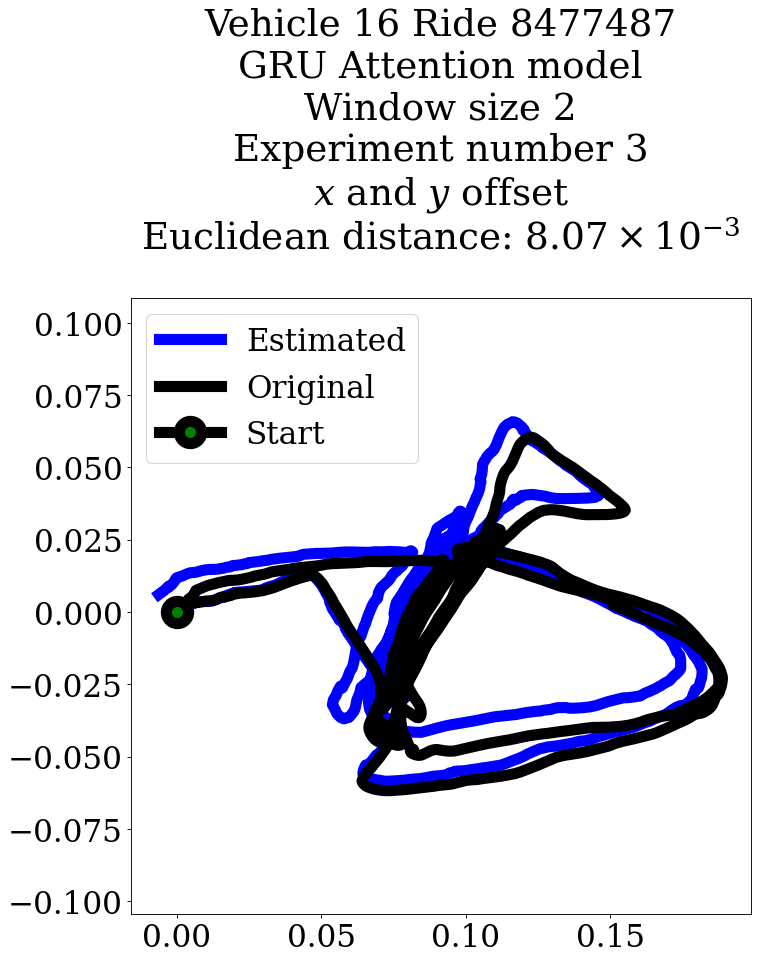 Vehicle 16 Ride 8477487
GRU Attention model
Window size 2
Experiment number 3
x and y offset
Euclidean distance: 8.07 × 10⁻³
Estimated
Original
Start
0.100
0.075
0.050
0.025
0.000
−0.025
−0.050
−0.075
−0.100
0.00 0.05 0.10 0.15